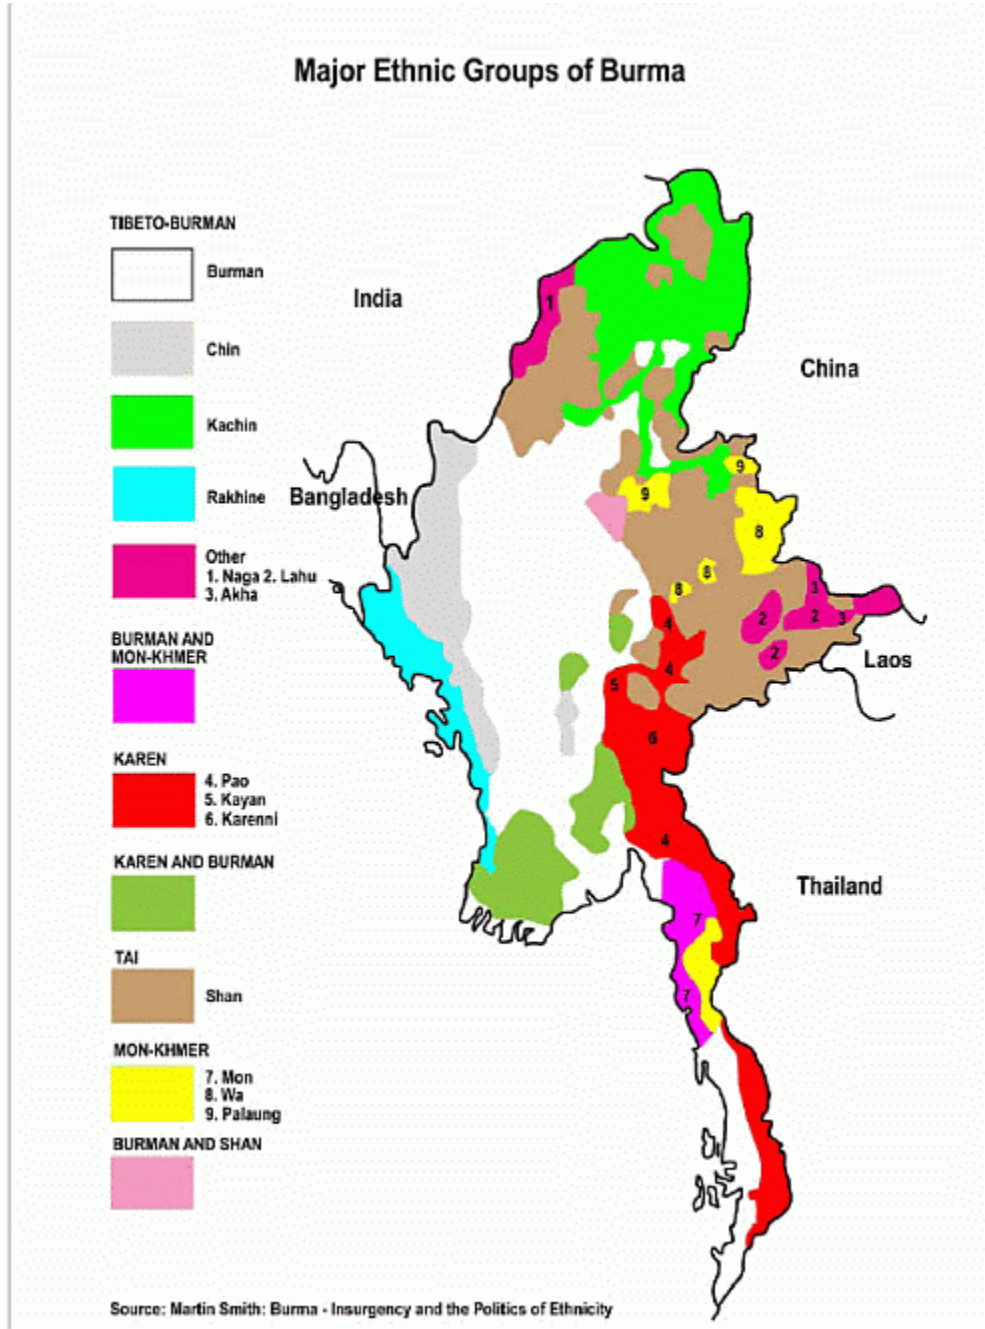 Major Ethnic Groups of Burma
TIBETO-BURMAN
Burman
Chin
Kachin
Rakhine
Other
1. Naga 2. Lahu
3. Akha
BURMAN AND
MON-KHMER
KAREN
4. Pao
5. Kayan
6. Karenni
KAREN AND BURMAN
TAI
Shan
MON-KHMER
7. Mon
8. Wa
9. Palaung
BURMAN AND SHAN
India
China
Bangladesh
Laos
Thailand
1
9
9
8
8
8
3
2
2
3
2
4
4
5
6
4
7
7
Source: Martin Smith: Burma - Insurgency and the Politics of Ethnicity